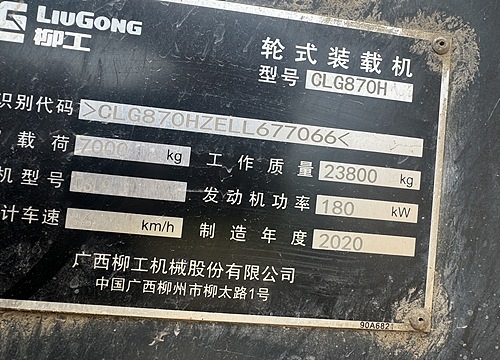 LIUGONG
柳工
轮式装载机
型号 CLG870H
识别代码 >CLG870HZELL677066<
载荷 7000 kg 工作质量 23800 kg
机型号 发动机功率 180 kW
计车速 km/h 制造年度 2020
广西柳工机械股份有限公司
中国广西柳州市柳太路1号
90A6821